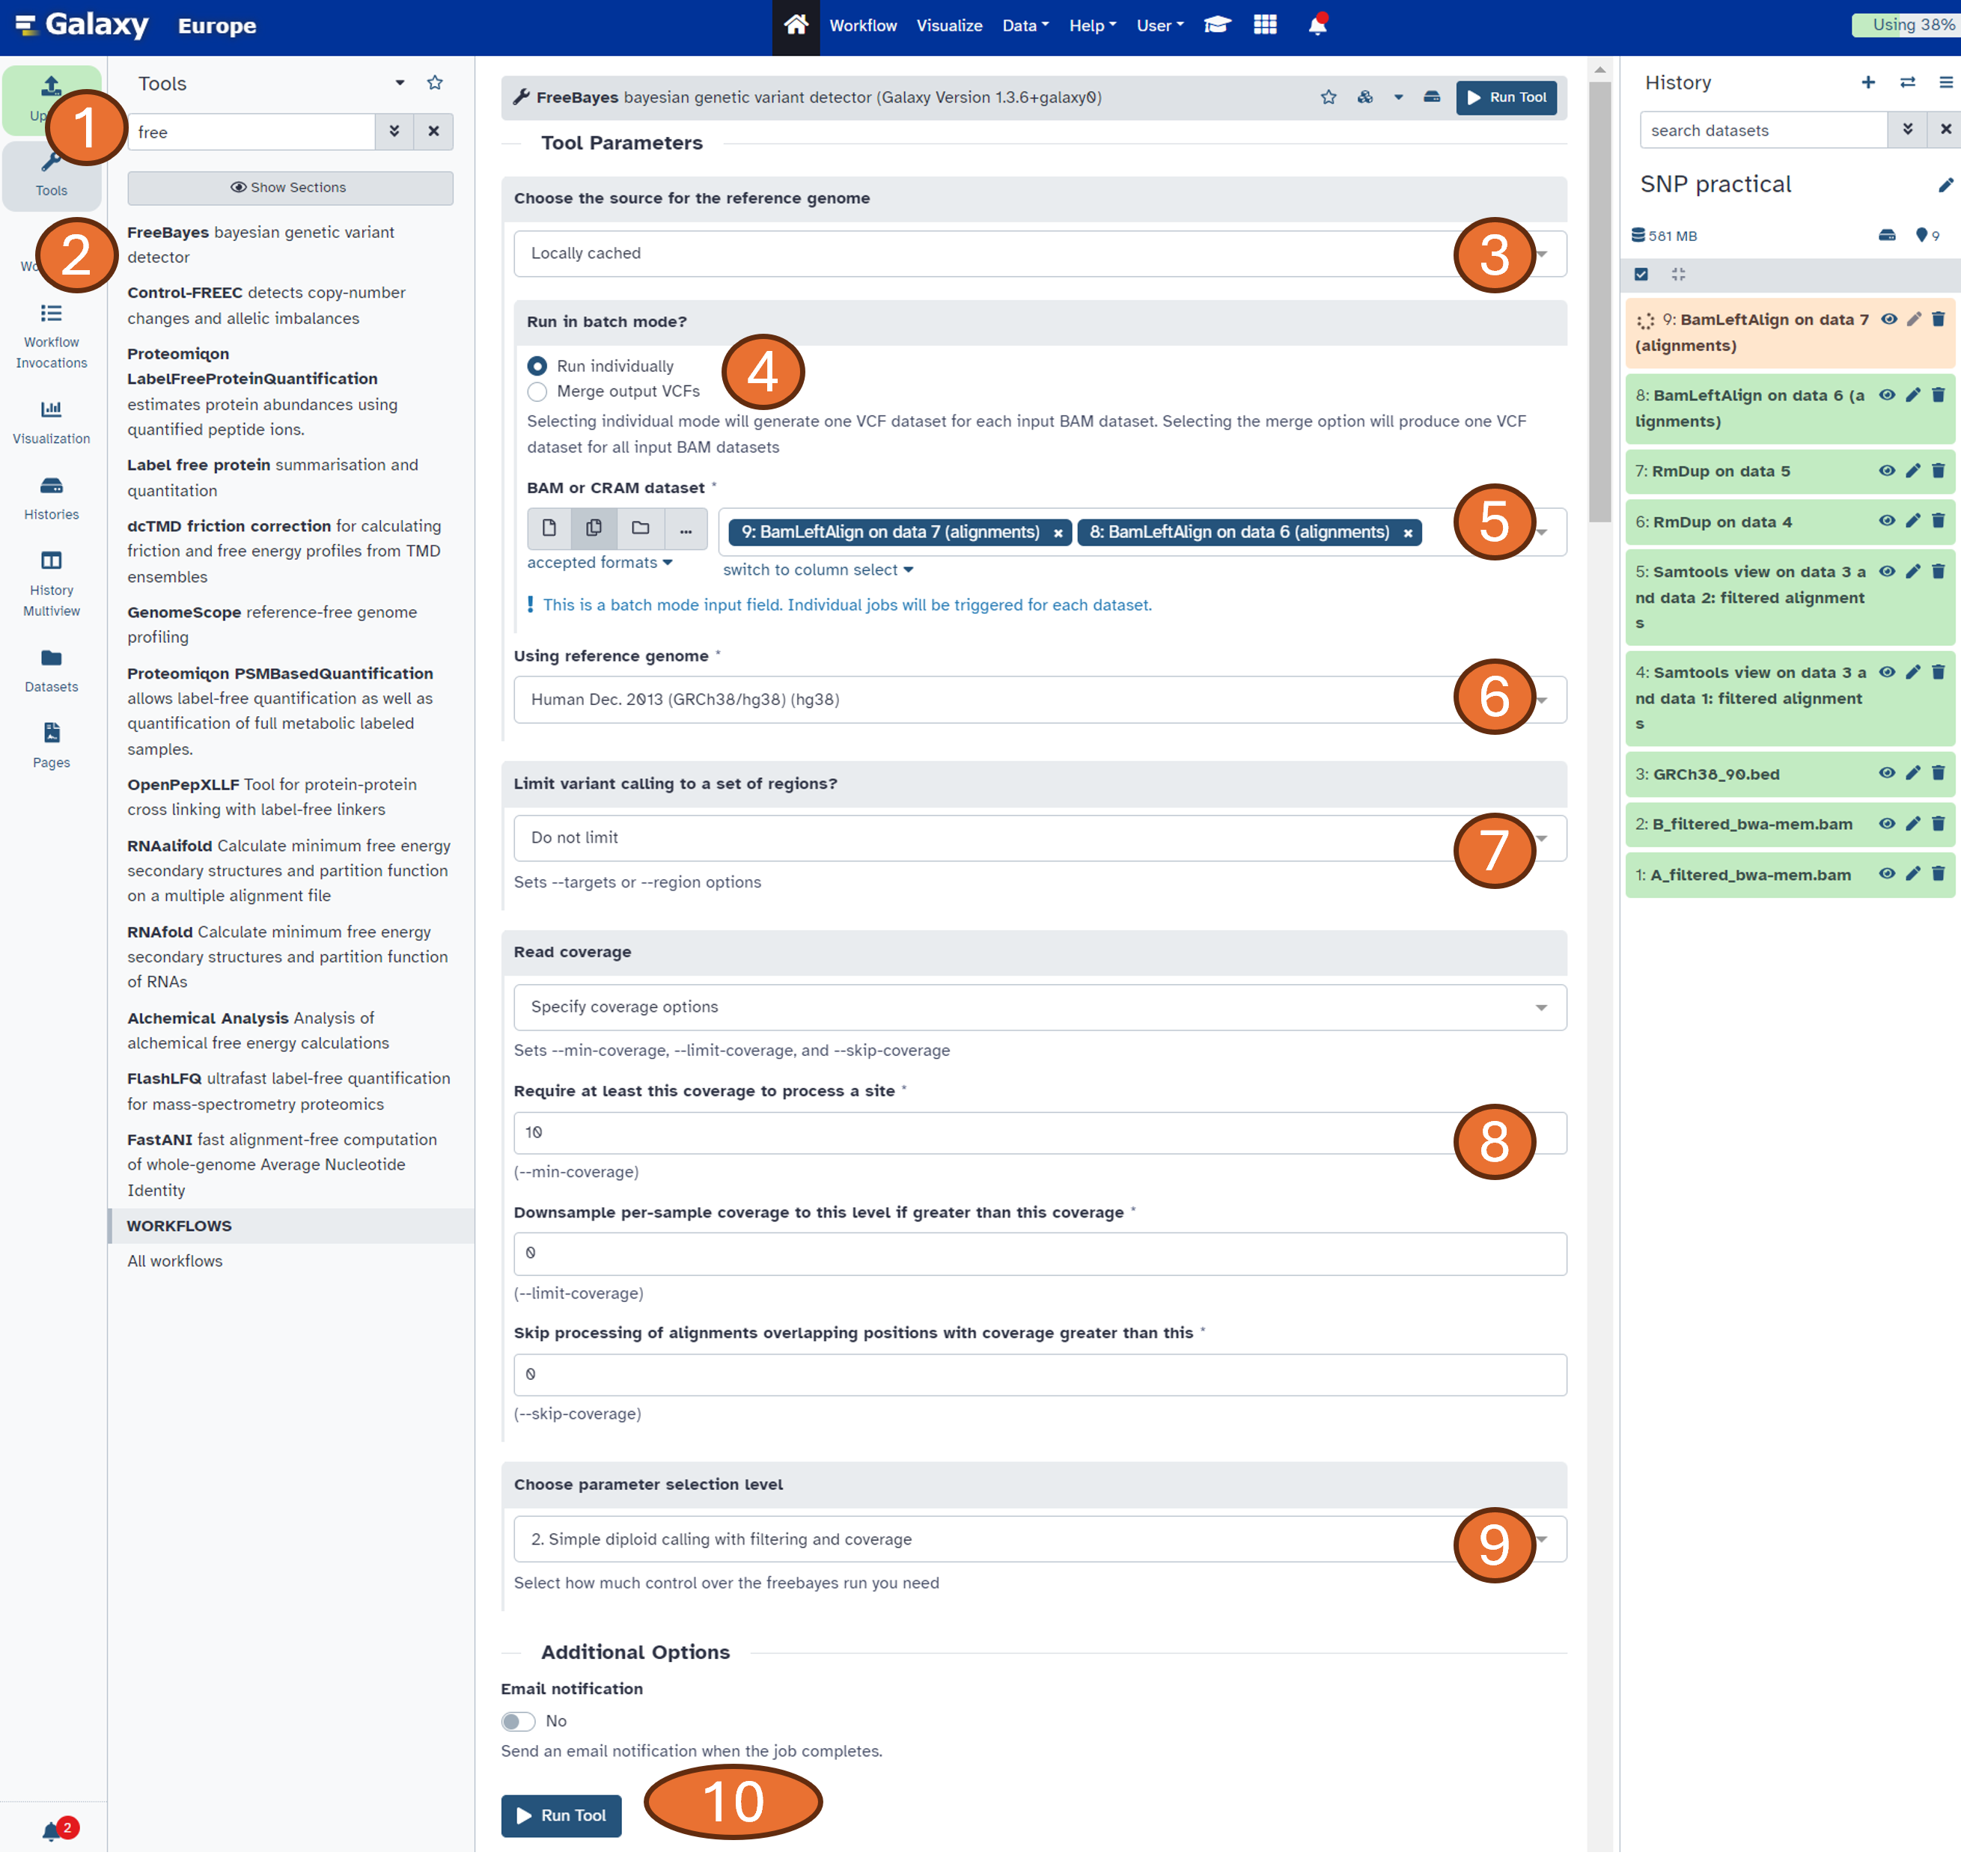 Galaxy Europe
Workflow Visualize Data Help User
Using 38%
Up
Tools
Wo
Workflow
Invocations
Visualization
Histories
History
Multiview
Datasets
Pages
2
1
2
Tools
free
Show Sections
FreeBayes bayesian genetic variant
detector
Control-FREEC detects copy-number
changes and allelic imbalances
Proteomiqon
LabelFreeProteinQuantification
estimates protein abundances using
quantified peptide ions.
Label free protein summarisation and
quantitation
dcTMD friction correction for calculating
friction and free energy profiles from TMD
ensembles
GenomeScope reference-free genome
profiling
Proteomiqon PSMBasedQuantification
allows label-free quantification as well as
quantification of full metabolic labeled
samples.
OpenPepXLLF Tool for protein-protein
cross linking with label-free linkers
RNAalifold Calculate minimum free energy
secondary structures and partition function
on a multiple alignment file
RNAfold Calculate minimum free energy
secondary structures and partition function
of RNAs
Alchemical Analysis Analysis of
alchemical free energy calculations
FlashLFQ ultrafast label-free quantification
for mass-spectrometry proteomics
FastANI fast alignment-free computation
of whole-genome Average Nucleotide
Identity
WORKFLOWS
All workflows
FreeBayes bayesian genetic variant detector (Galaxy Version 1.3.6+galaxy0)
Run Tool
Tool Parameters
Choose the source for the reference genome
Locally cached
3
Run in batch mode?
Run individually
Merge output VCFs
4
Selecting individual mode will generate one VCF dataset for each input BAM dataset. Selecting the merge option will produce one VCF
dataset for all input BAM datasets
BAM or CRAM dataset *
... 9: BamLeftAlign on data 7 (alignments) × 8: BamLeftAlign on data 6 (alignments) ×
5
accepted formats
switch to column select
! This is a batch mode input field. Individual jobs will be triggered for each dataset.
Using reference genome *
Human Dec. 2013 (GRCh38/hg38) (hg38)
6
Limit variant calling to a set of regions?
Do not limit
7
Sets --targets or --region options
Read coverage
Specify coverage options
Sets --min-coverage, --limit-coverage, and --skip-coverage
Require at least this coverage to process a site *
10
8
(--min-coverage)
Downsample per-sample coverage to this level if greater than this coverage *
0
(--limit-coverage)
Skip processing of alignments overlapping positions with coverage greater than this *
0
(--skip-coverage)
Choose parameter selection level
2. Simple diploid calling with filtering and coverage
9
Select how much control over the freebayes run you need
Additional Options
Email notification
No
Send an email notification when the job completes.
Run Tool
10
History
search datasets
SNP practical
581 MB
9
9: BamLeftAlign on data 7
(alignments)
8: BamLeftAlign on data 6 (a
lignments)
7: RmDup on data 5
6: RmDup on data 4
5: Samtools view on data 3 a
nd data 2: filtered alignment
s
4: Samtools view on data 3 a
nd data 1: filtered alignment
s
3: GRCh38_90.bed
2: B_filtered_bwa-mem.bam
1: A_filtered_bwa-mem.bam